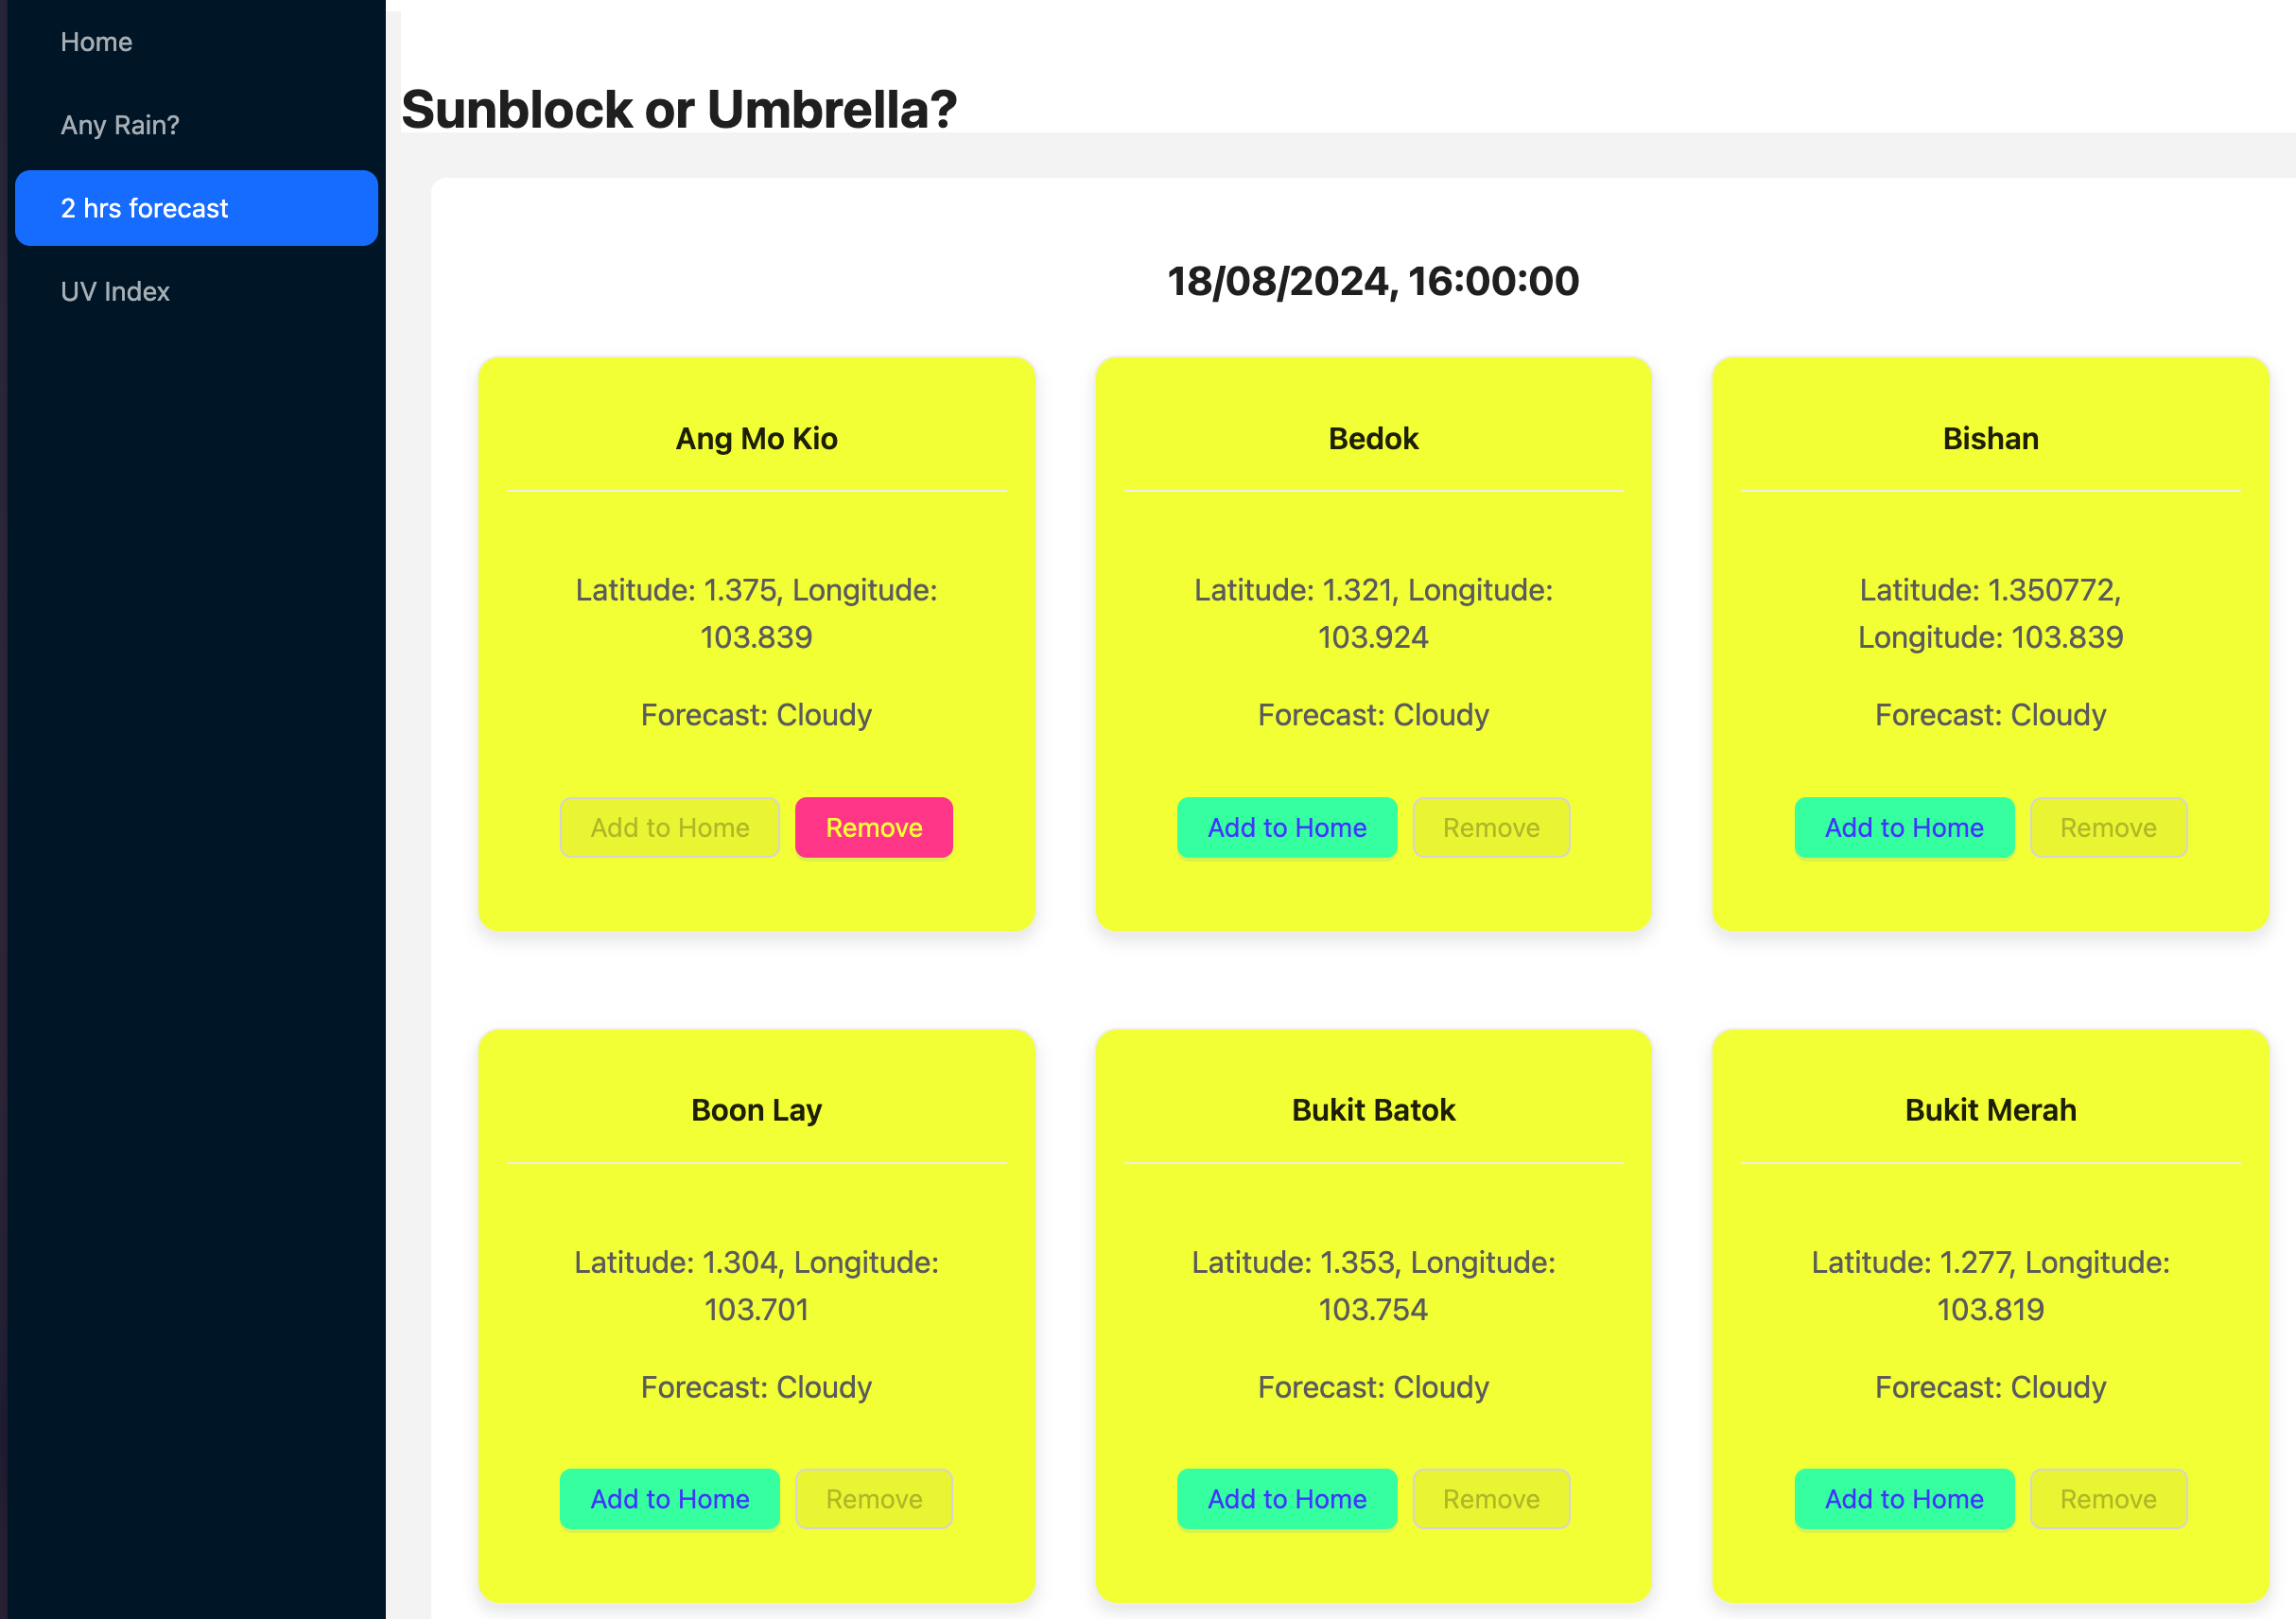 Home
Any Rain?
2 hrs forecast
UV Index
Sunblock or Umbrella?
18/08/2024, 16:00:00
Ang Mo Kio
Latitude: 1.375, Longitude:
103.839
Forecast: Cloudy
Add to Home Remove
Bedok
Latitude: 1.321, Longitude:
103.924
Forecast: Cloudy
Add to Home Remove
Bishan
Latitude: 1.350772,
Longitude: 103.839
Forecast: Cloudy
Add to Home Remove
Boon Lay
Latitude: 1.304, Longitude:
103.701
Forecast: Cloudy
Add to Home Remove
Bukit Batok
Latitude: 1.353, Longitude:
103.754
Forecast: Cloudy
Add to Home Remove
Bukit Merah
Latitude: 1.277, Longitude:
103.819
Forecast: Cloudy
Add to Home Remove